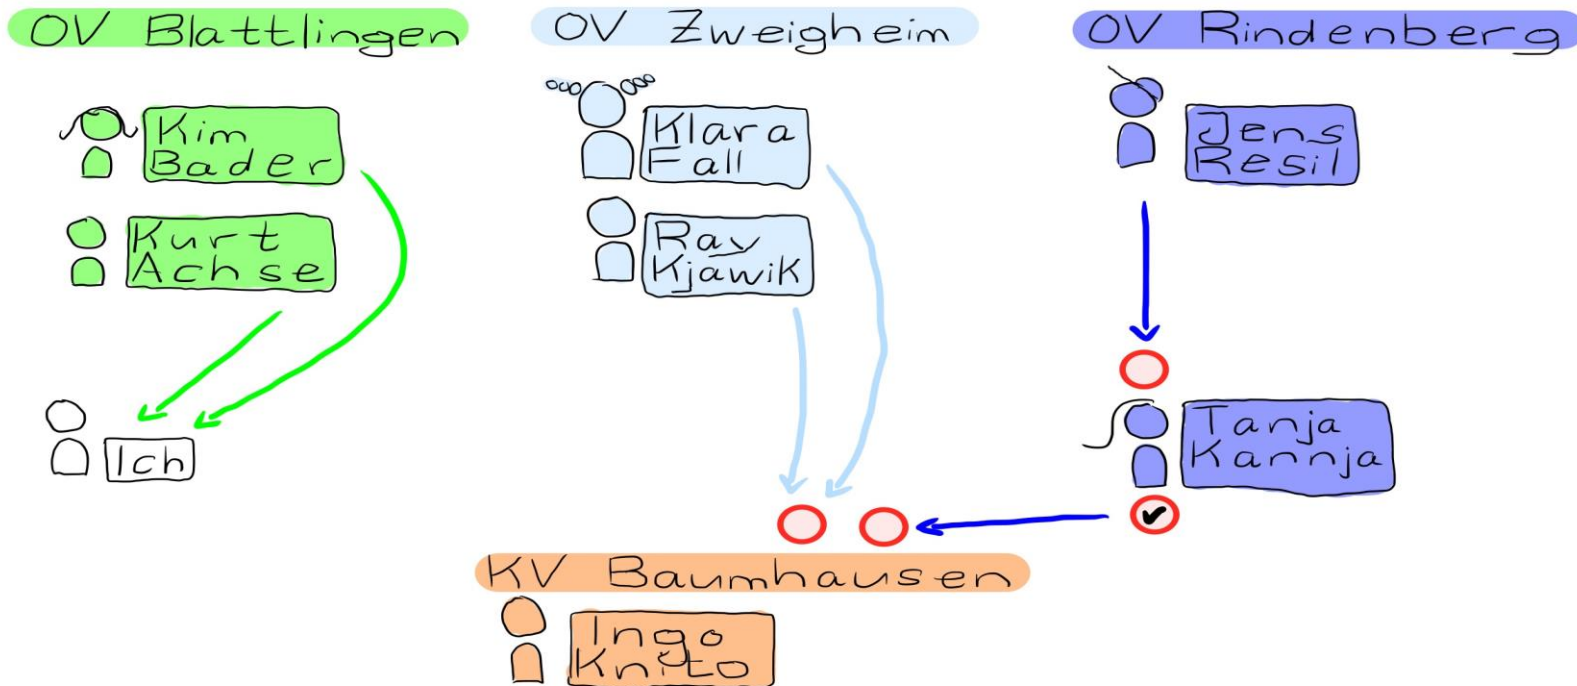 OV Blattlingen
Kim
Bader
Kurt
Achse
Ich
OV Zweigheim
Klara
Fall
Ray
Kjawik
OV Rindenberg
Jens
Resil
Tanja
Kannja
KV Baumhausen
Ingo
Knito